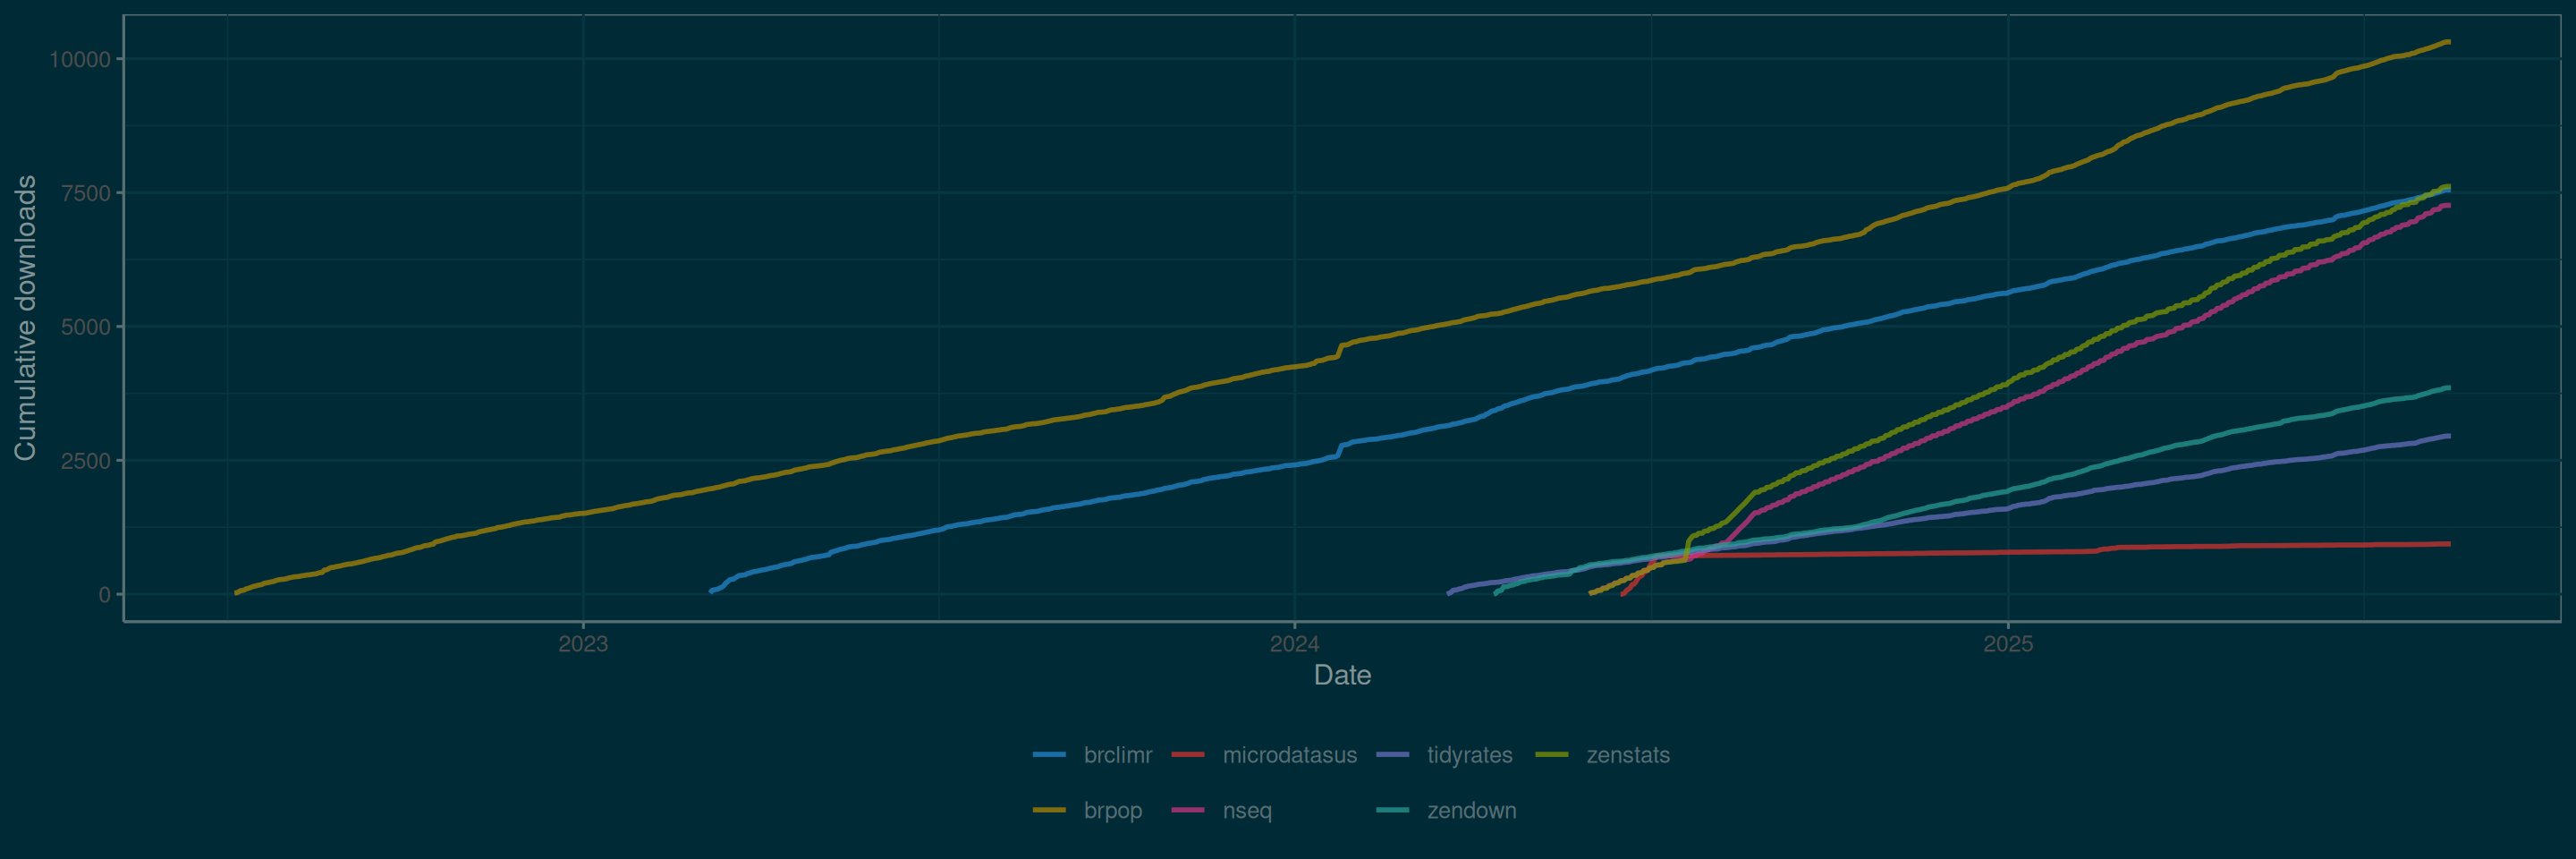 Cumulative downloads
10000
7500
5000
2500
0
2023 2024 2025
Date
brclimr microdatasus tidyrates zenstats
brpop nseq zendown